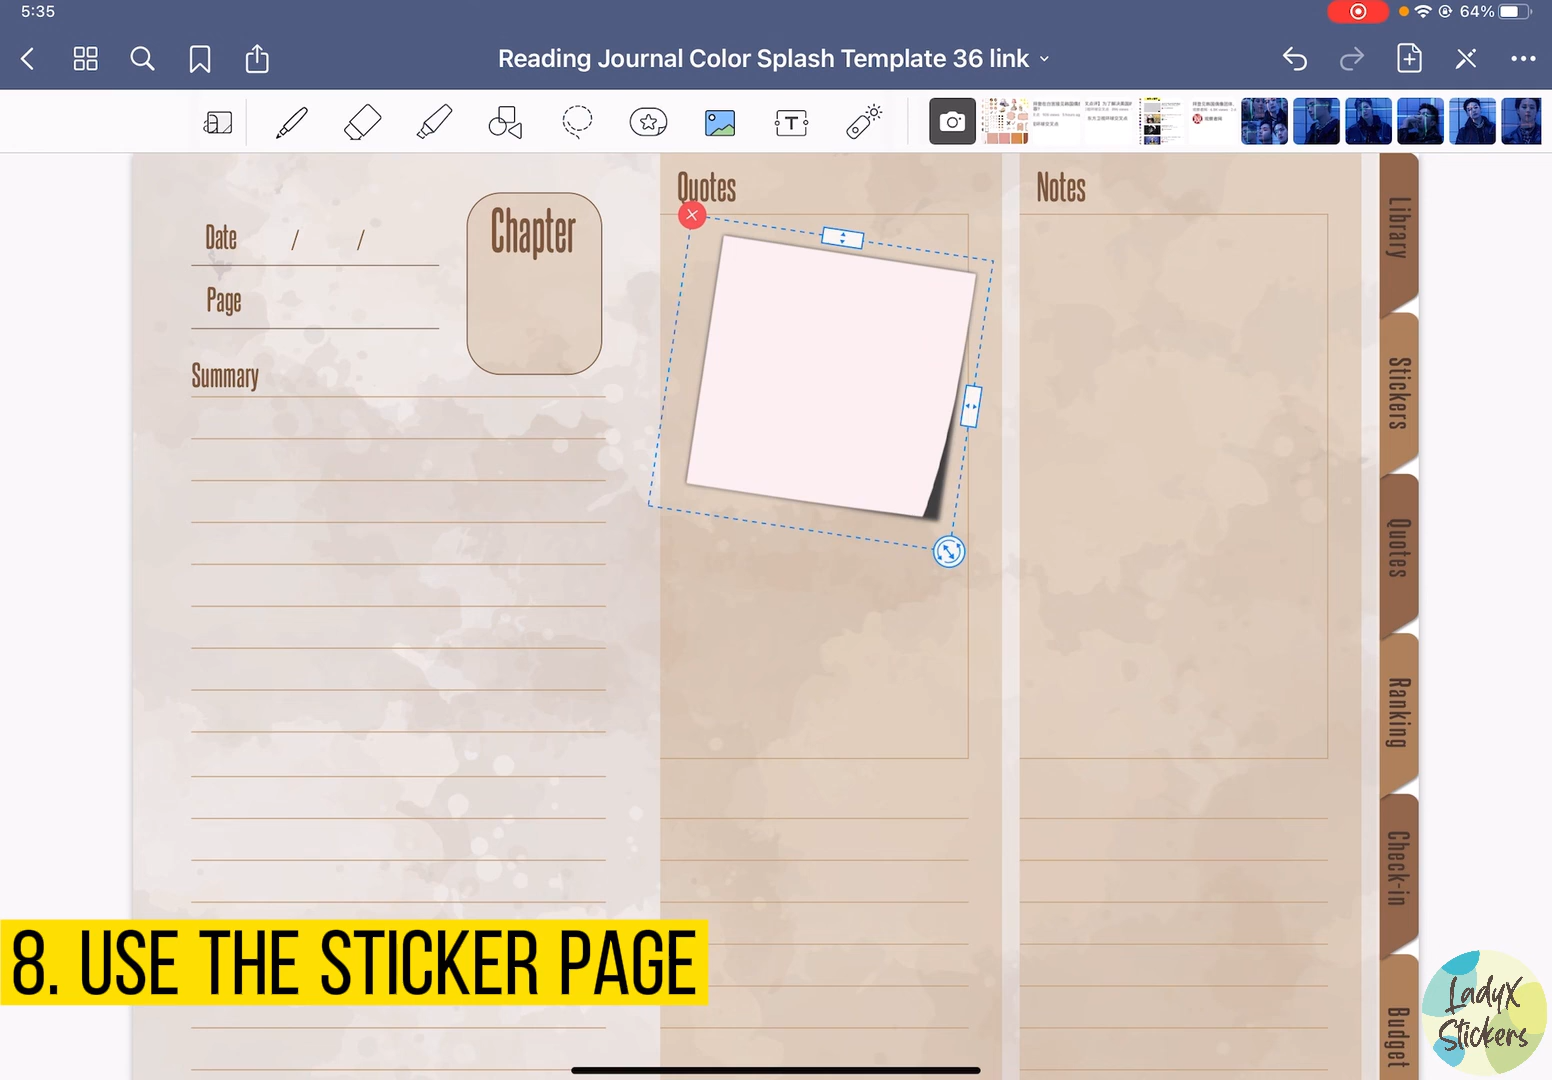 5:35
64%
Reading Journal Color Splash Template 36 link
T
Date / /
Page
Chapter
Summary
Quotes
Notes
Library
Stickers
Quotes
Ranking
Check-in
Budget
8. USE THE STICKER PAGE
LadyX
Stickers